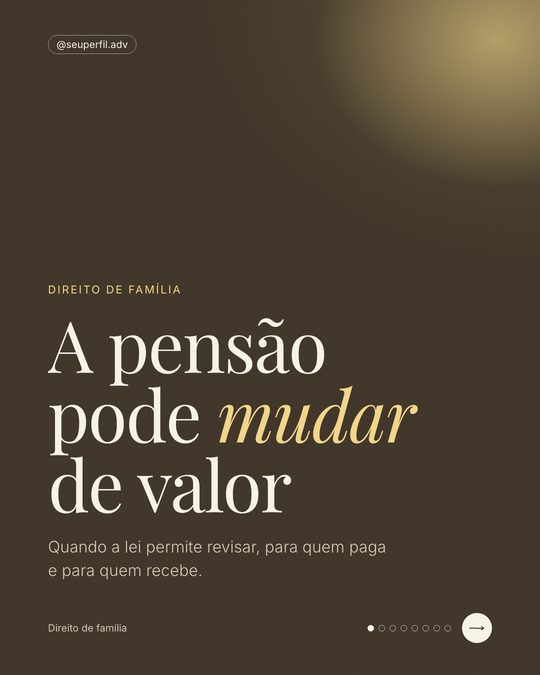 @seuperfil.adv
DIREITO DE FAMÍLIA
A pensão
pode mudar
de valor
Quando a lei permite revisar, para quem paga
e para quem recebe.
Direito de família